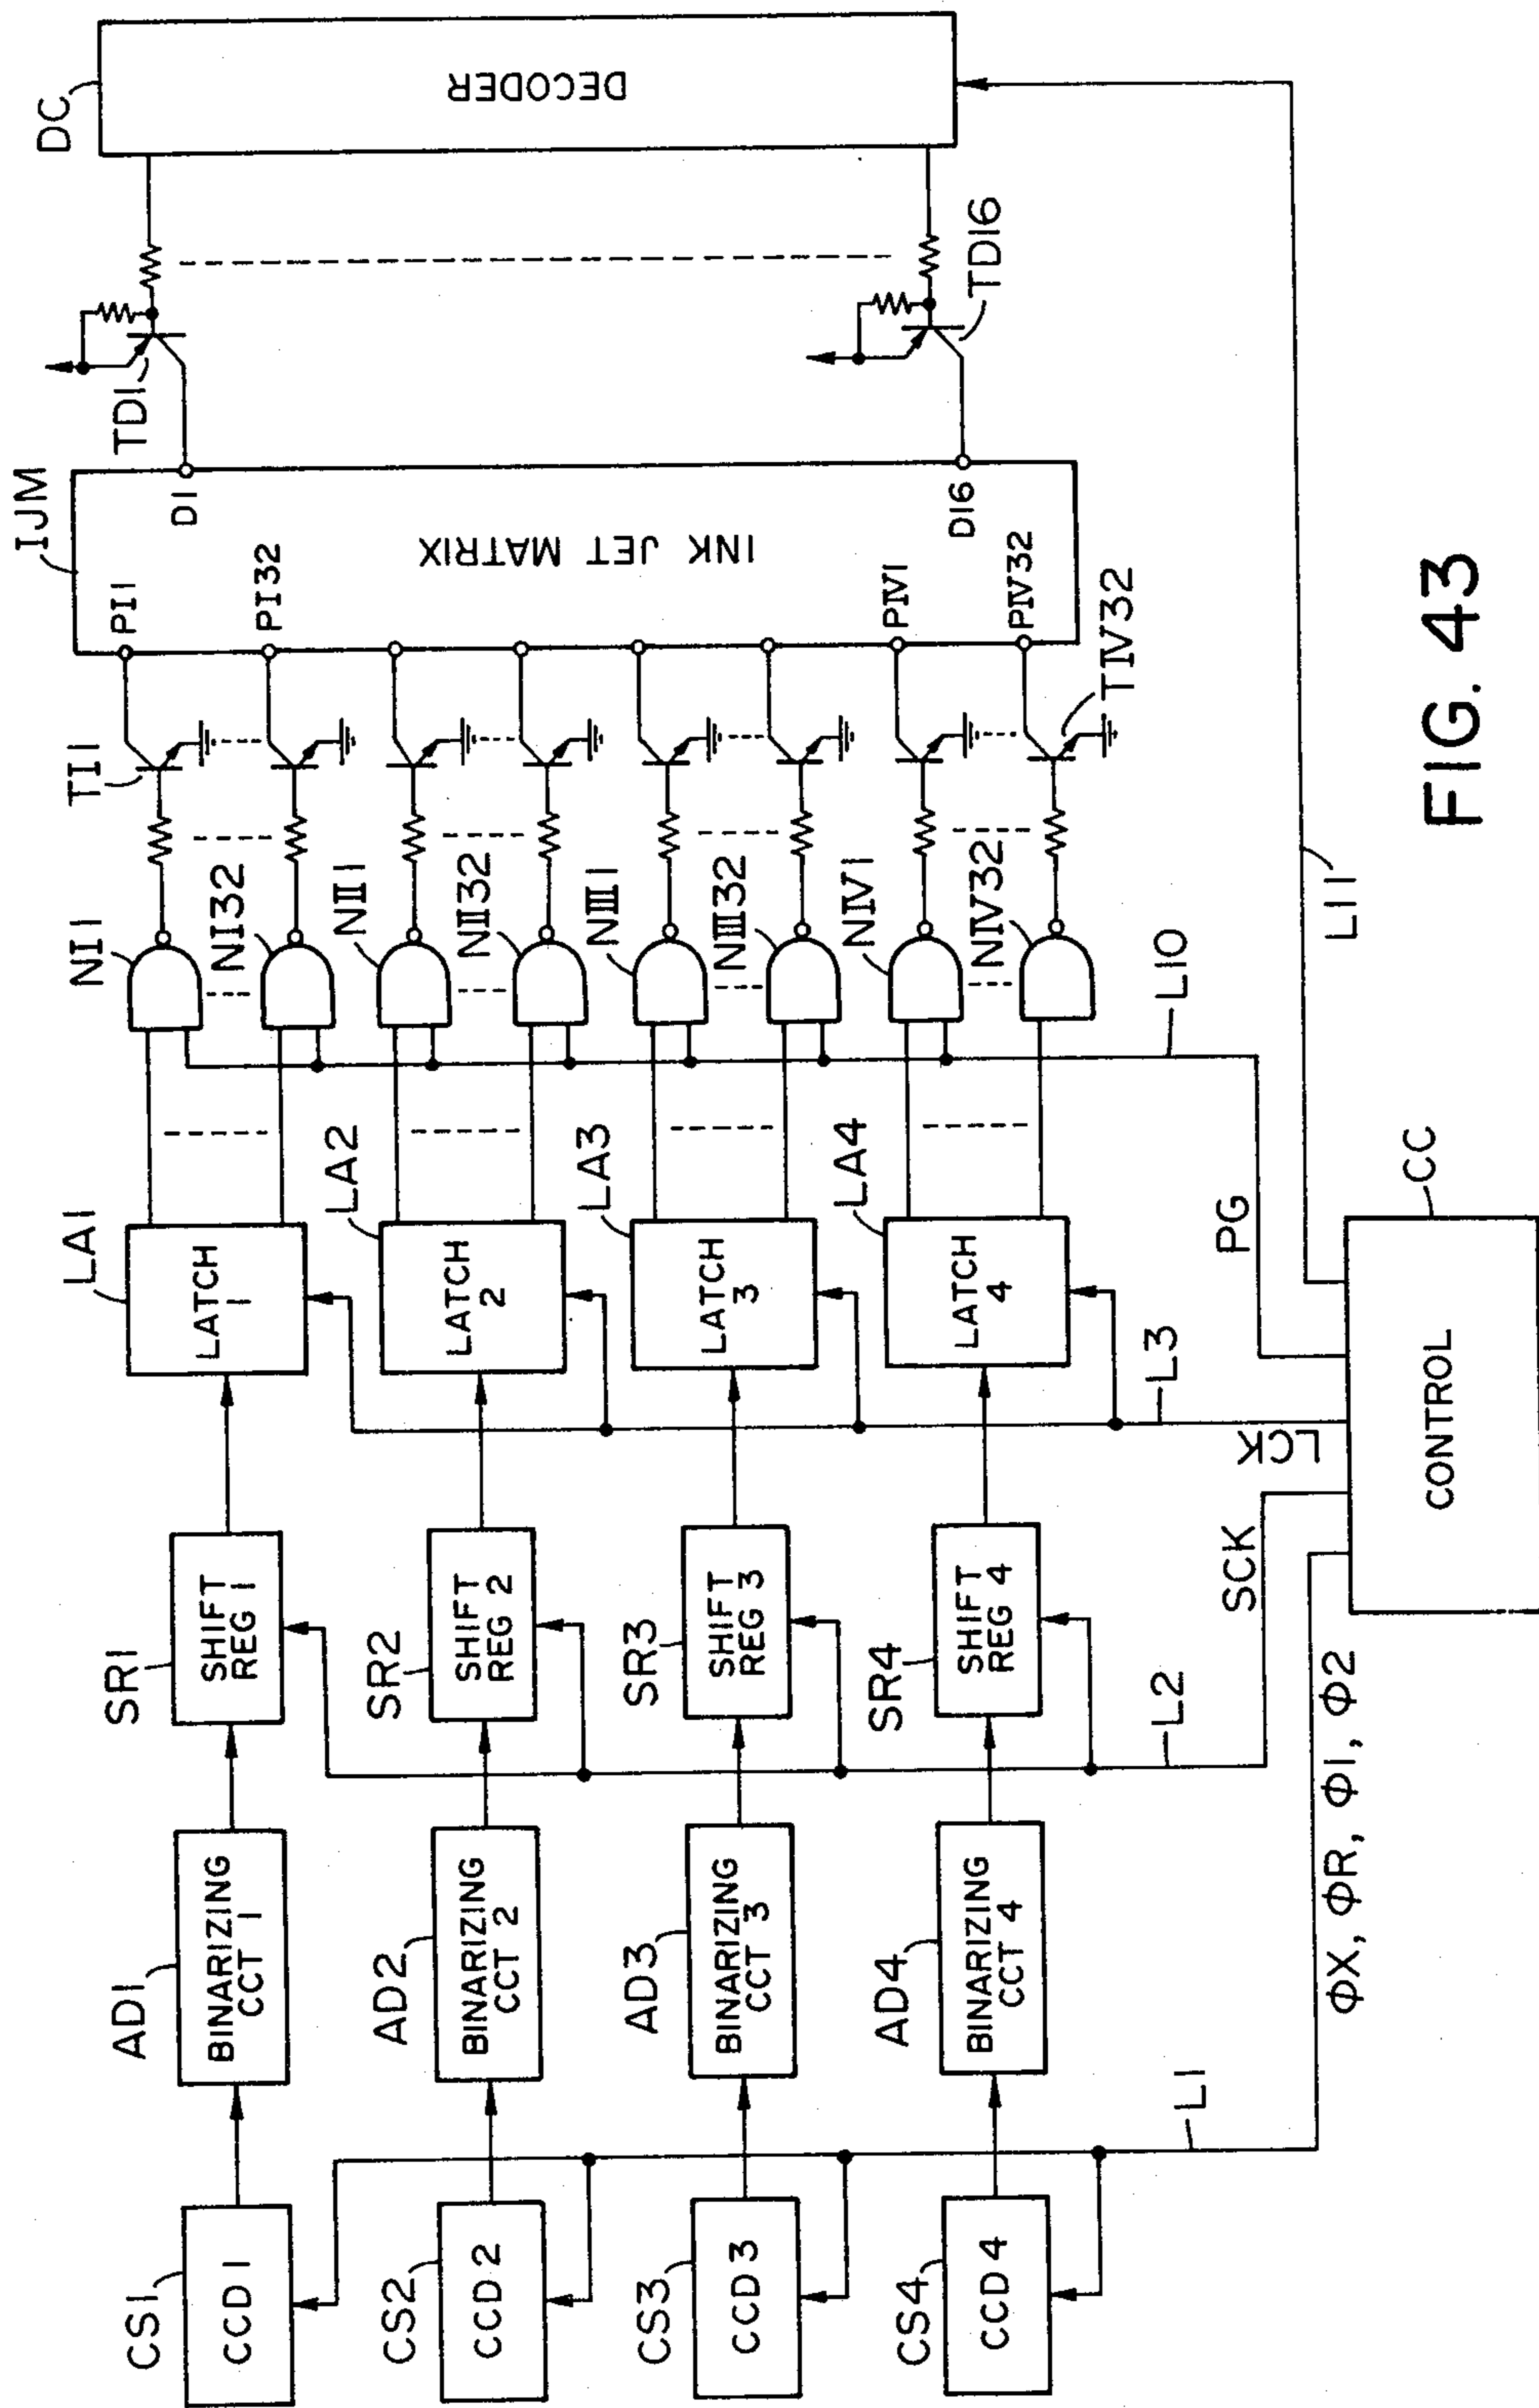 CS1
CCD 1
CS2
CCD 2
CS3
CCD 3
CS4
CCD 4
L1
ΦX, ΦR, Φ1, Φ2
AD1
BINARIZING
CCT 1
AD2
BINARIZING
CCT 2
AD3
BINARIZING
CCT 3
AD4
BINARIZING
CCT 4
SR1
SHIFT
REG 1
SR2
SHIFT
REG 2
SR3
SHIFT
REG 3
SR4
SHIFT
REG 4
L2
SCK
LA1
LATCH
1
LA2
LATCH
2
LA3
LATCH
3
LA4
LATCH
4
L3
LCK
PG
CONTROL
CC
L10
L11
NI1
NI32
NII1
NII32
NIII1
NIII32
NIV1
NIV32
TI1
TIV32
IJM
PI1
PI32
PIV1
PIV32
INK JET MATRIX
D1
D16
TD1
TD16
DC
DECODER
FIG. 43